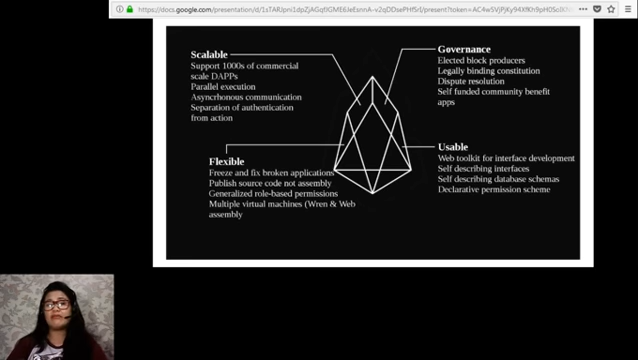 Scalable
Support 1000s of commercial
scale DAPPs
Parallel execution
Asyncrhonous communication
Separation of authentication
from action
Governance
Elected block producers
Legally binding constitution
Dispute resolution
Self funded community benefit
apps
Flexible
Freeze and fix broken applications
Publish source code not assembly
Generalized role-based permissions
Multiple virtual machines (Wren & Web
assembly
Usable
Web toolkit for interface development
Self describing interfaces
Self describing database schemas
Declarative permission scheme